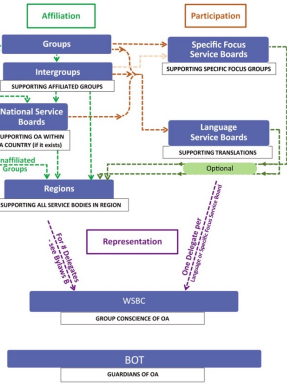 Affiliation
Participation
Groups
Intergroups
SUPPORTING AFFILIATED GROUPS
Specific Focus
Service Boards
SUPPORTING SPECIFIC FOCUS GROUPS
National Service
Boards
SUPPORTING OA WITHIN
A COUNTRY (if it exists)
Language
Service Boards
SUPPORTING TRANSLATIONS
Optional
Unaffiliated
Groups
Regions
SUPPORTING ALL SERVICE BODIES IN REGION
For # Delegates
- see Bylaws B
One Delegate per
Language or Specific Focus Service Board
Representation
WSBC
GROUP CONSCIENCE OF OA
BOT
GUARDIANS OF OA